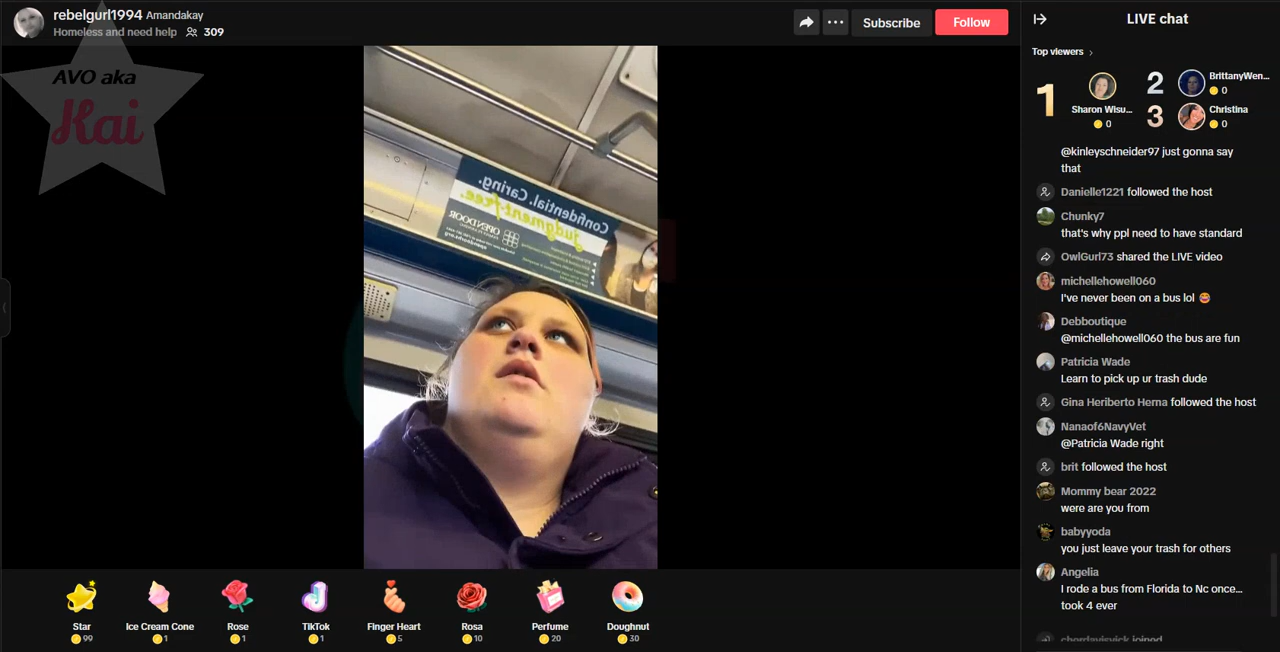 rebelgurl1994 Amandakay
Homeless and need help 309
Subscribe
Follow
AVO aka
Kai
Confidential. Caring.
Judgment-free.
OPEN DOOR
Star
99
Ice Cream Cone
1
Rose
1
TikTok
1
Finger Heart
5
Rosa
10
Perfume
20
Doughnut
30
LIVE chat
Top viewers
1
Sharon Wisu...
0
2
BrittanyWen...
0
3
Christina
0
@kinleyschneider97 just gonna say
that
Danielle1221 followed the host
Chunky7
that's why ppl need to have standard
OwlGurl73 shared the LIVE video
michellehowell060
I've never been on a bus lol 😂
Debboutique
@michellehowell060 the bus are fun
Patricia Wade
Learn to pick up ur trash dude
Gina Heriberto Herna followed the host
Nanaof6NavyVet
@Patricia Wade right
brit followed the host
Mommy bear 2022
were are you from
babyyoda
you just leave your trash for others
Angelia
I rode a bus from Florida to Nc once...
took 4 ever
chordavisvick joined